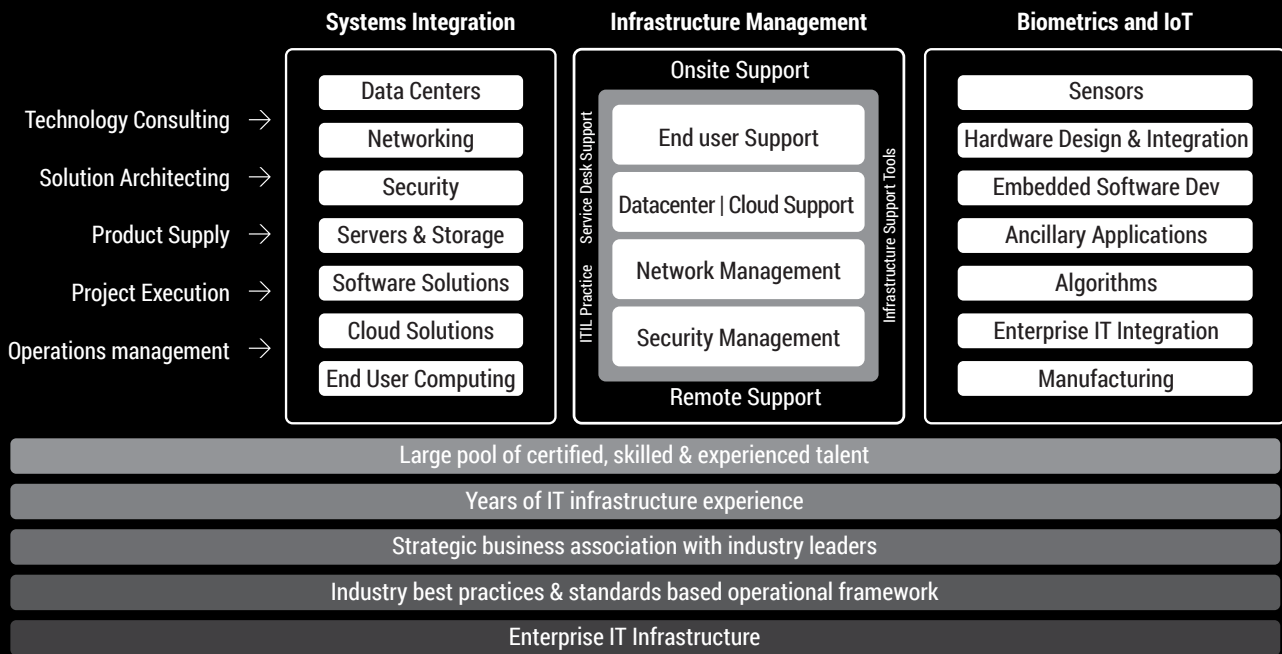 Systems Integration
Infrastructure Management
Biometrics and IoT
Technology Consulting
Solution Architecting
Product Supply
Project Execution
Operations management
Data Centers
Networking
Security
Servers & Storage
Software Solutions
Cloud Solutions
End User Computing
Onsite Support
Service Desk Support
ITIL Practice
End user Support
Datacenter | Cloud Support
Network Management
Security Management
Infrastructure Support Tools
Remote Support
Sensors
Hardware Design & Integration
Embedded Software Dev
Ancillary Applications
Algorithms
Enterprise IT Integration
Manufacturing
Large pool of certified, skilled & experienced talent
Years of IT infrastructure experience
Strategic business association with industry leaders
Industry best practices & standards based operational framework
Enterprise IT Infrastructure